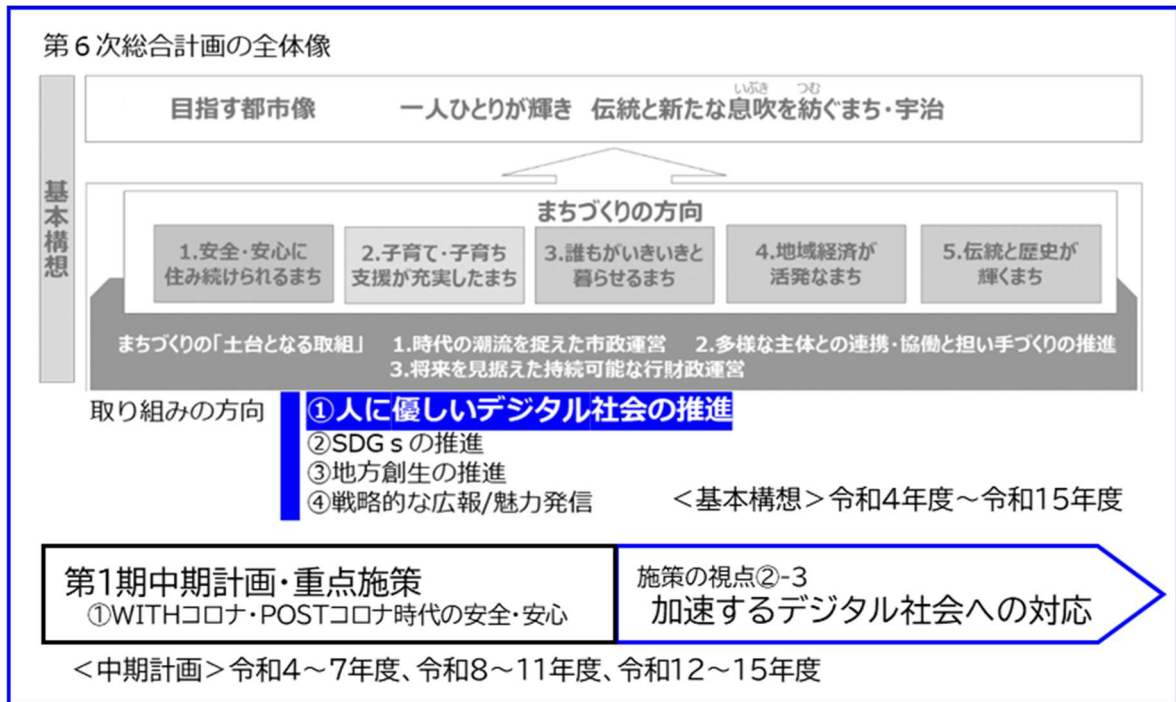 第6次総合計画の全体像
基本構想
いぶき つむ
目指す都市像 一人ひとりが輝き 伝統と新たな息吹を紡ぐまち・宇治
まちづくりの方向
1.安全・安心に
住み続けられるまち
2.子育て・子育ち
支援が充実したまち
3.誰もがいきいきと
暮らせるまち
4.地域経済が
活発なまち
5.伝統と歴史が
輝くまち
まちづくりの「土台となる取組」 1.時代の潮流を捉えた市政運営 2.多様な主体との連携・協働と担い手づくりの推進
3.将来を見据えた持続可能な行財政運営
取り組みの方向
①人に優しいデジタル社会の推進
②SDGsの推進
③地方創生の推進
④戦略的な広報/魅力発信
<基本構想>令和4年度~令和15年度
第1期中期計画・重点施策
①WITHコロナ・POSTコロナ時代の安全・安心
施策の視点②-3
加速するデジタル社会への対応
<中期計画>令和4~7年度、令和8~11年度、令和12~15年度